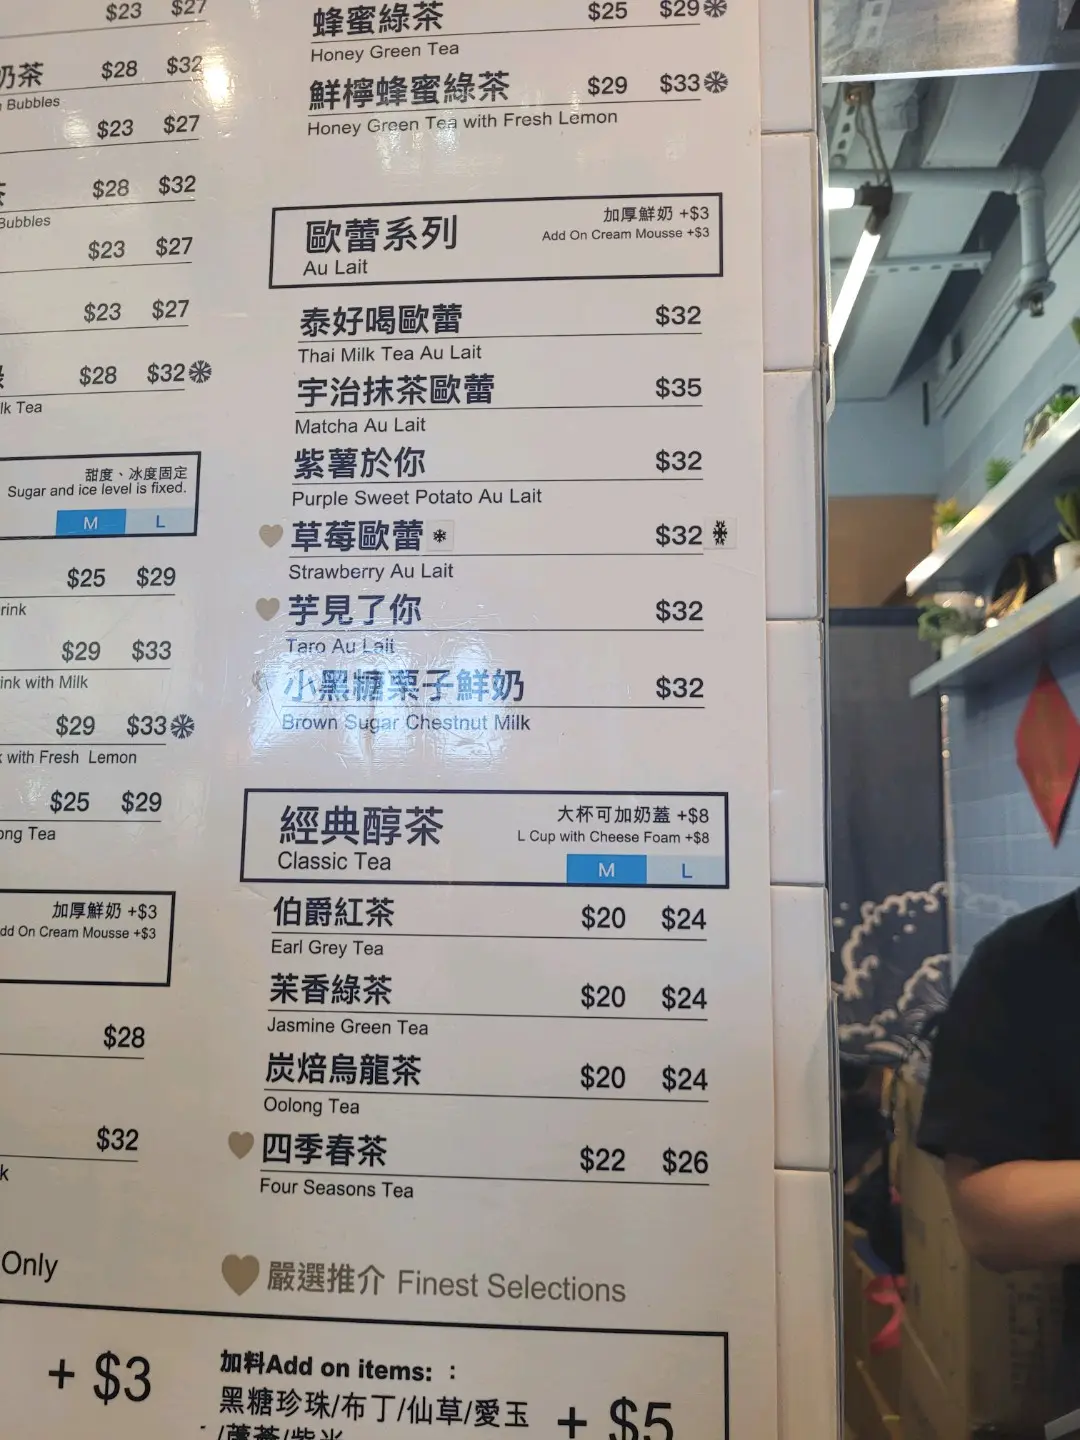 $23 $27
奶茶 $28 $32
Bubbles
$23 $27
茶 $28 $32
Bubbles
$23 $27
$23 $27
$28 $32
lk Tea
甜度、冰度固定
Sugar and ice level is fixed.
M L
$25 $29
rink
$29 $33
ink with Milk
$29 $33
with Fresh Lemon
$25 $29
ong Tea
加厚鮮奶 +$3
dd On Cream Mousse +$3
$28
$32
k
Only
+ $3
蜂蜜綠茶 $25 $29
Honey Green Tea
鮮檸蜂蜜綠茶 $29 $33
Honey Green Tea with Fresh Lemon
歐蕾系列 加厚鮮奶 +$3
Au Lait Add On Cream Mousse +$3
泰好喝歐蕾 $32
Thai Milk Tea Au Lait
宇治抹茶歐蕾 $35
Matcha Au Lait
紫薯於你 $32
Purple Sweet Potato Au Lait
草莓歐蕾 $32
Strawberry Au Lait
芋見了你 $32
Taro Au Lait
小黑糖栗子鮮奶 $32
Brown Sugar Chestnut Milk
經典醇茶 大杯可加奶蓋 +$8
Classic Tea L Cup with Cheese Foam +$8
M L
伯爵紅茶 $20 $24
Earl Grey Tea
茉香綠茶 $20 $24
Jasmine Green Tea
炭焙烏龍茶 $20 $24
Oolong Tea
四季春茶 $22 $26
Four Seasons Tea
嚴選推介 Finest Selections
加料Add on items: :
黑糖珍珠/布丁/仙草/愛玉 + $5
/蘆薈/紫米